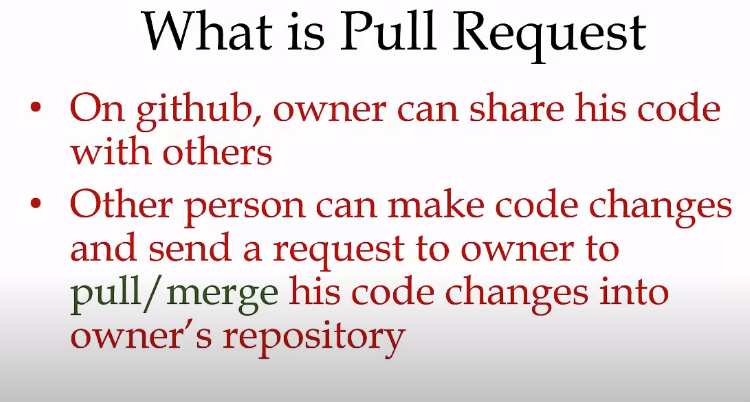 What is Pull Request
• On github, owner can share his code
with others
• Other person can make code changes
and send a request to owner to
pull/merge his code changes into
owner's repository